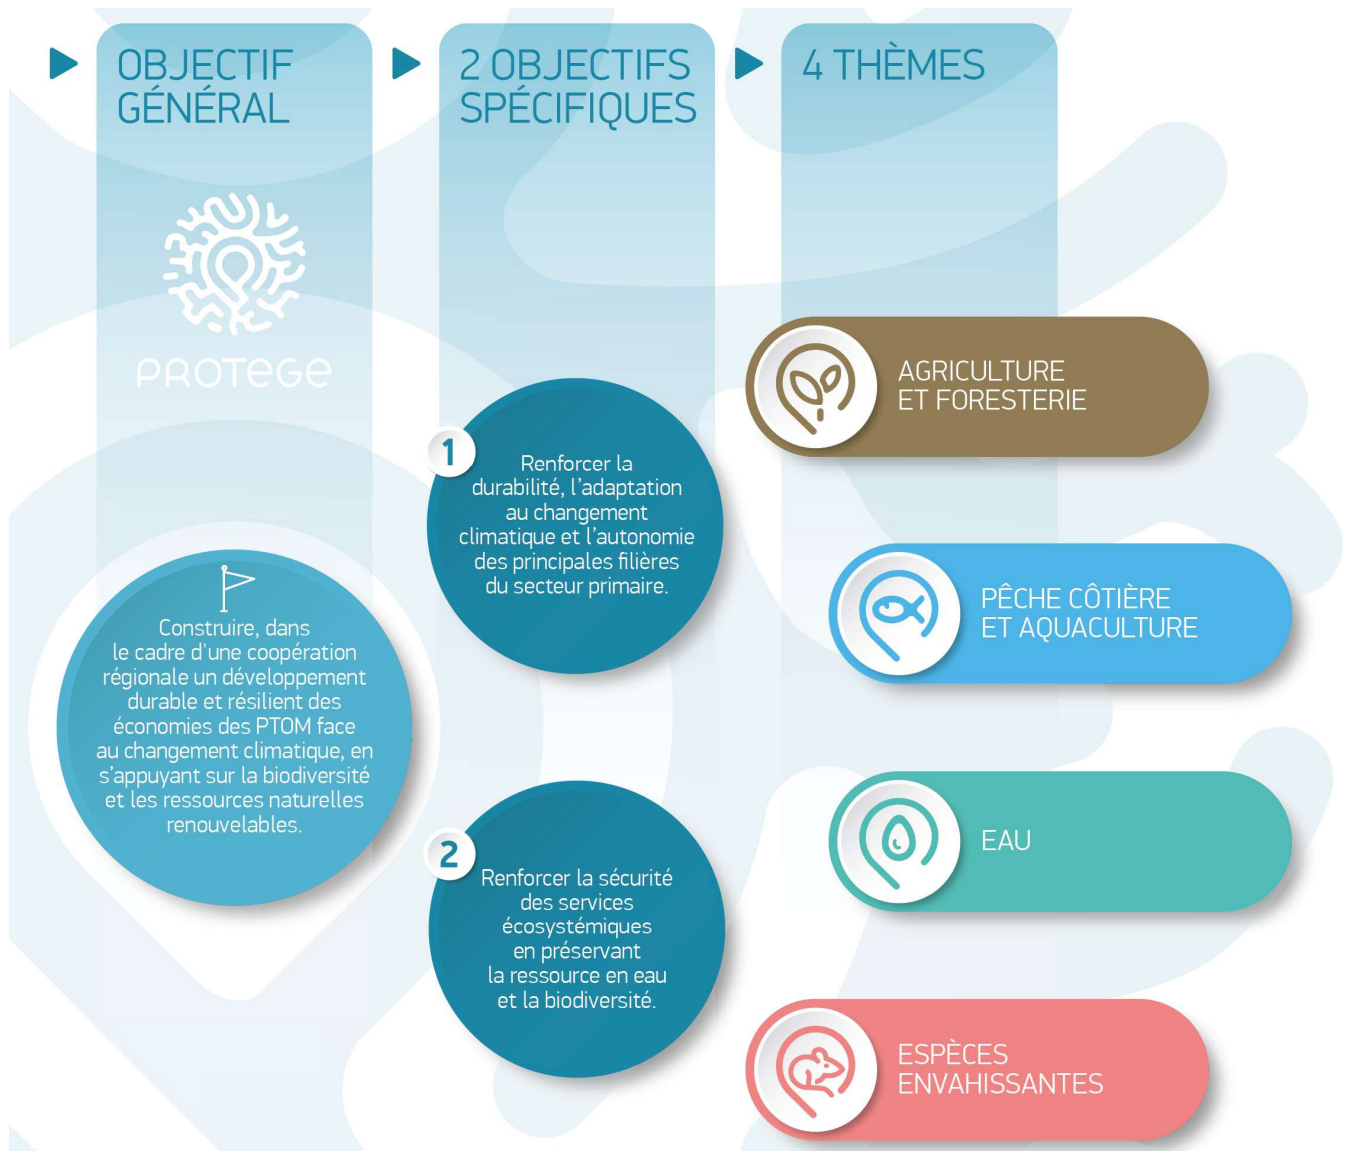 OBJECTIF
GÉNÉRAL
PROTEGE
Construire, dans
le cadre d'une coopération
régionale un développement
durable et résilient des
économies des PTOM face
au changement climatique, en
s'appuyant sur la biodiversité
et les ressources naturelles
renouvelables.
2 OBJECTIFS
SPÉCIFIQUES
1
Renforcer la
durabilité, l'adaptation
au changement
climatique et l'autonomie
des principales filières
du secteur primaire.
2
Renforcer la sécurité
des services
écosystémiques
en préservant
la ressource en eau
et la biodiversité.
4 THÈMES
AGRICULTURE
ET FORESTERIE
PÊCHE CÔTIÈRE
ET AQUACULTURE
EAU
ESPÈCES
ENVAHISSANTES